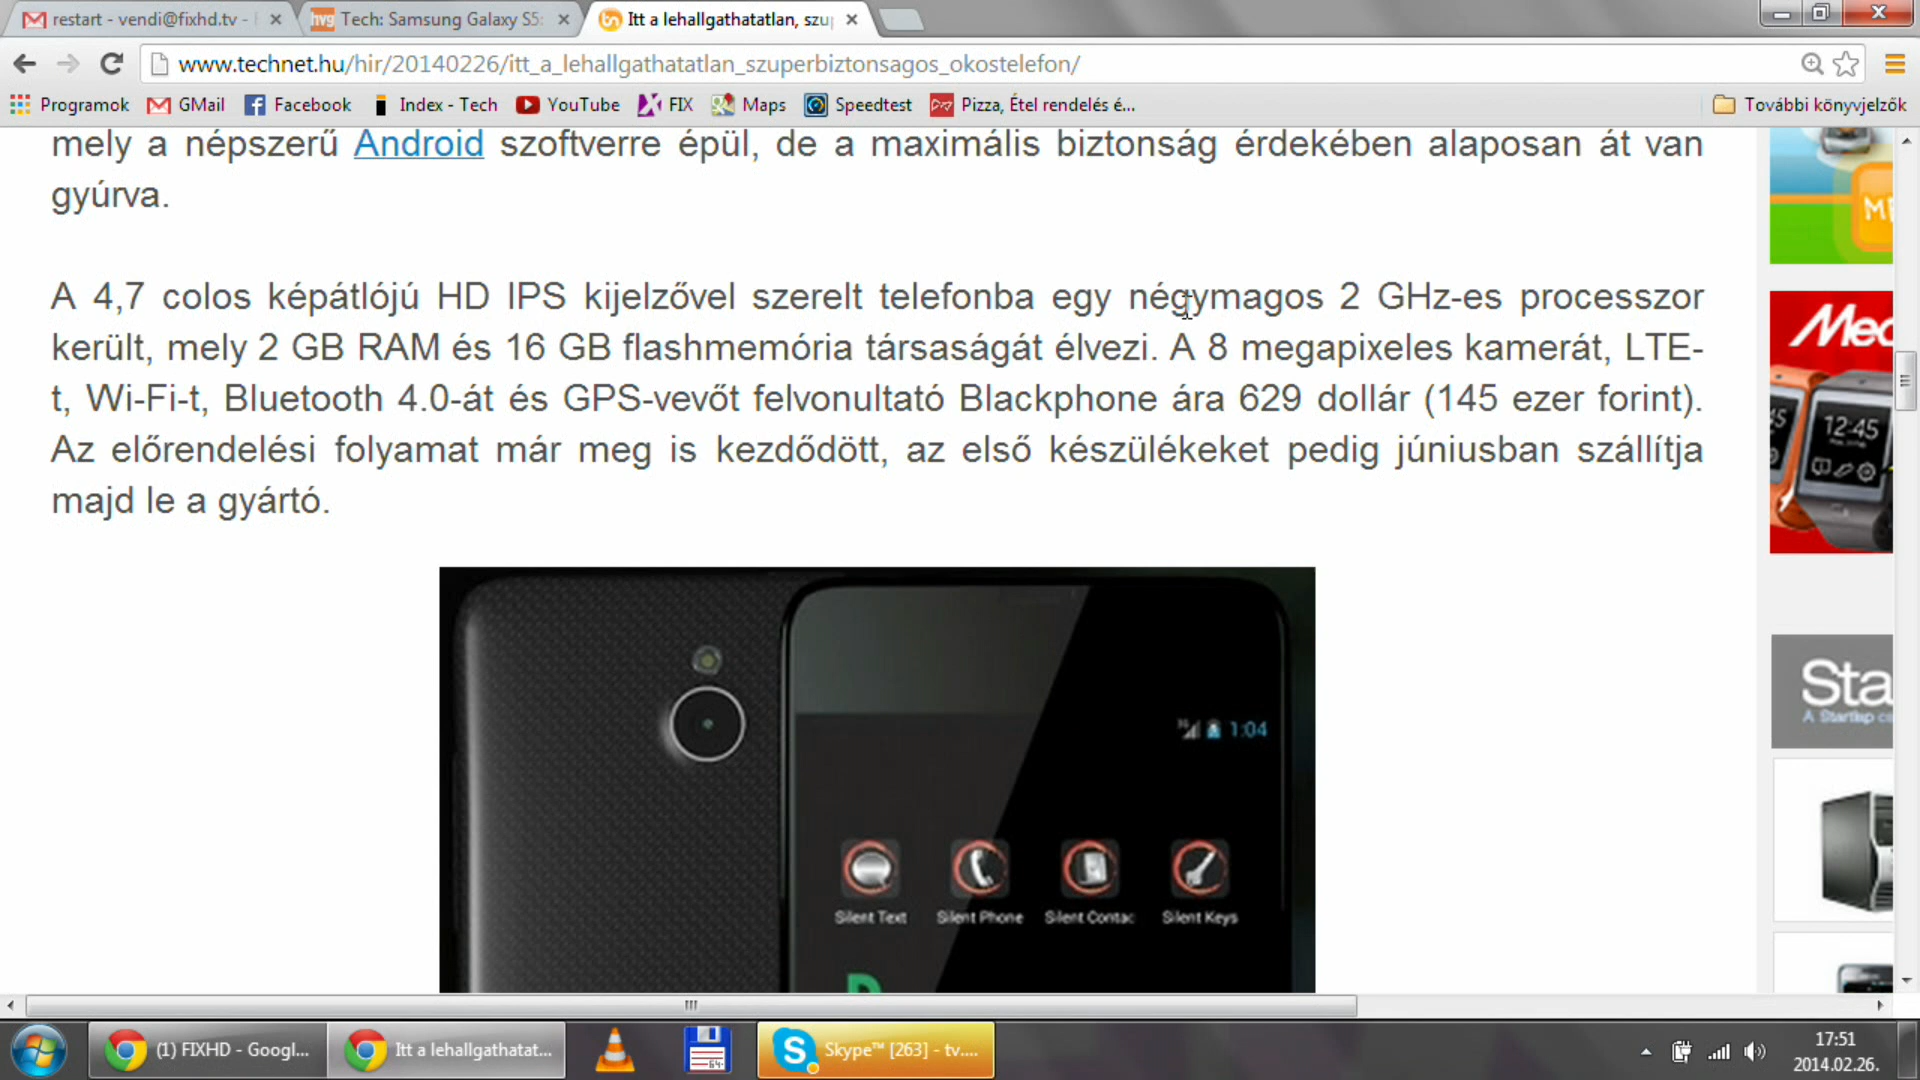 restart - vendi@fixhd.tv -
Tech: Samsung Galaxy S5:
Itt a lehallgathatatlan, szu
www.technet.hu/hir/20140226/itt_a_lehallgathatatlan_szuperbiztonsagos_okostelefon/
Programok GMail Facebook Index - Tech YouTube FIX Maps Speedtest Pizza, Étel rendelés é... További könyvjelzők
mely a népszerű Android szoftverre épül, de a maximális biztonság érdekében alaposan át van
gyúrva.
A 4,7 colos képátlójú HD IPS kijelzővel szerelt telefonba egy négymagos 2 GHz-es processzor
került, mely 2 GB RAM és 16 GB flashmemória társaságát élvezi. A 8 megapixeles kamerát, LTE-
t, Wi-Fi-t, Bluetooth 4.0-át és GPS-vevőt felvonultató Blackphone ára 629 dollár (145 ezer forint).
Az előrendelési folyamat már meg is kezdődött, az első készülékeket pedig júniusban szállítja
majd le a gyártó.
Med
12:45
Sta
A Startlap
1:04
Silent Text Silent Phone Silent Contac Silent Keys
(1) FIXHD - Googl...
Itt a lehallgathatat...
64
Skype™ [263] - tv....
17:51
2014.02.26.